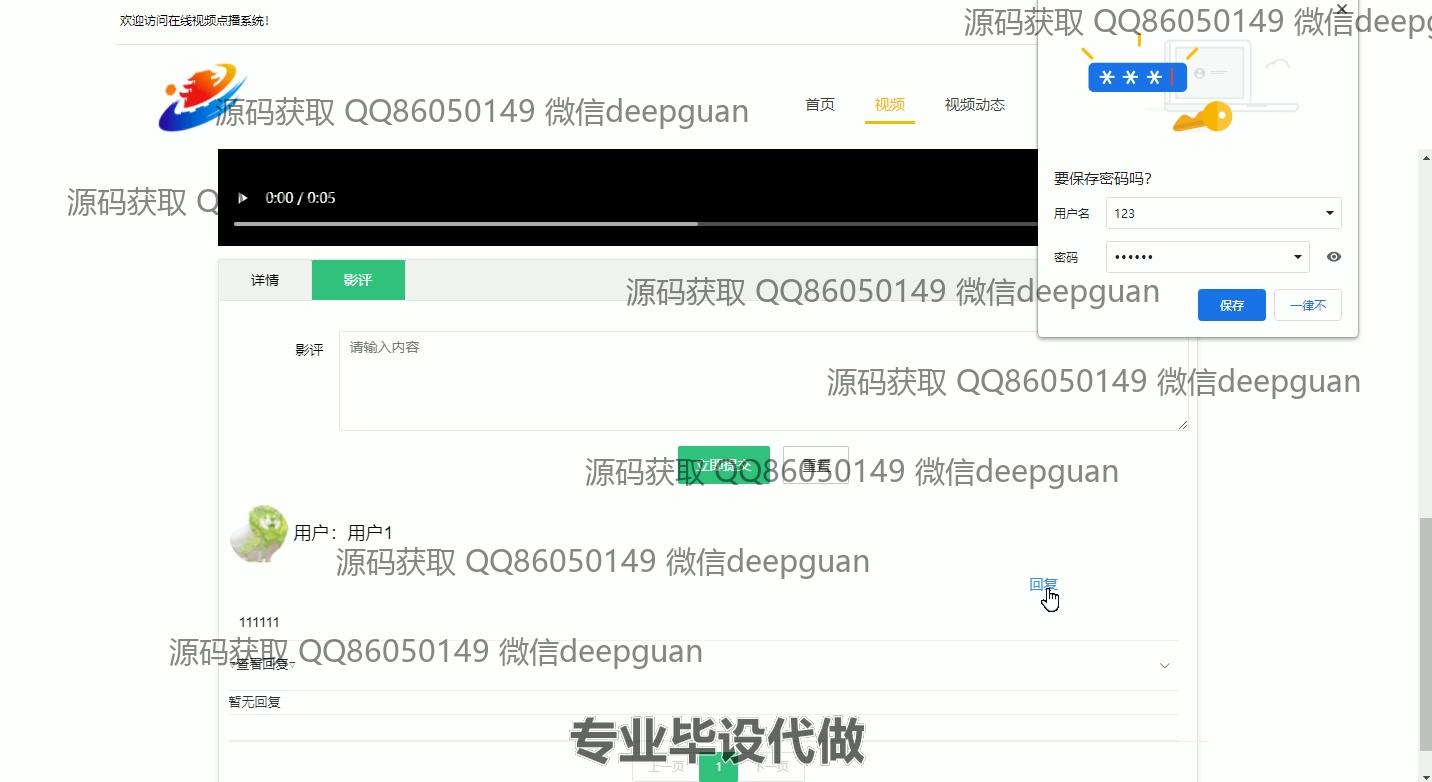 欢迎访问在线视频点播系统!
源码获取 QQ86050149 微信deepg
源码获取 QQ86050149 微信deepguan
首页
视频
视频动态
要保存密码吗?
用户名
123
源码获取 Q
0:00 / 0:05
密码
••••••
保存
一律不
详情
影评
源码获取 QQ86050149 微信deepguan
影评
请输入内容
源码获取 QQ86050149 微信deepguan
立即提交
重置
源码获取 QQ86050149 微信deepguan
用户：用户1
源码获取 QQ86050149 微信deepguan
回复
111111
源码获取 QQ86050149 微信deepguan
▿查看回复▿
暂无回复
专业毕设代做
上一页
1
下一页